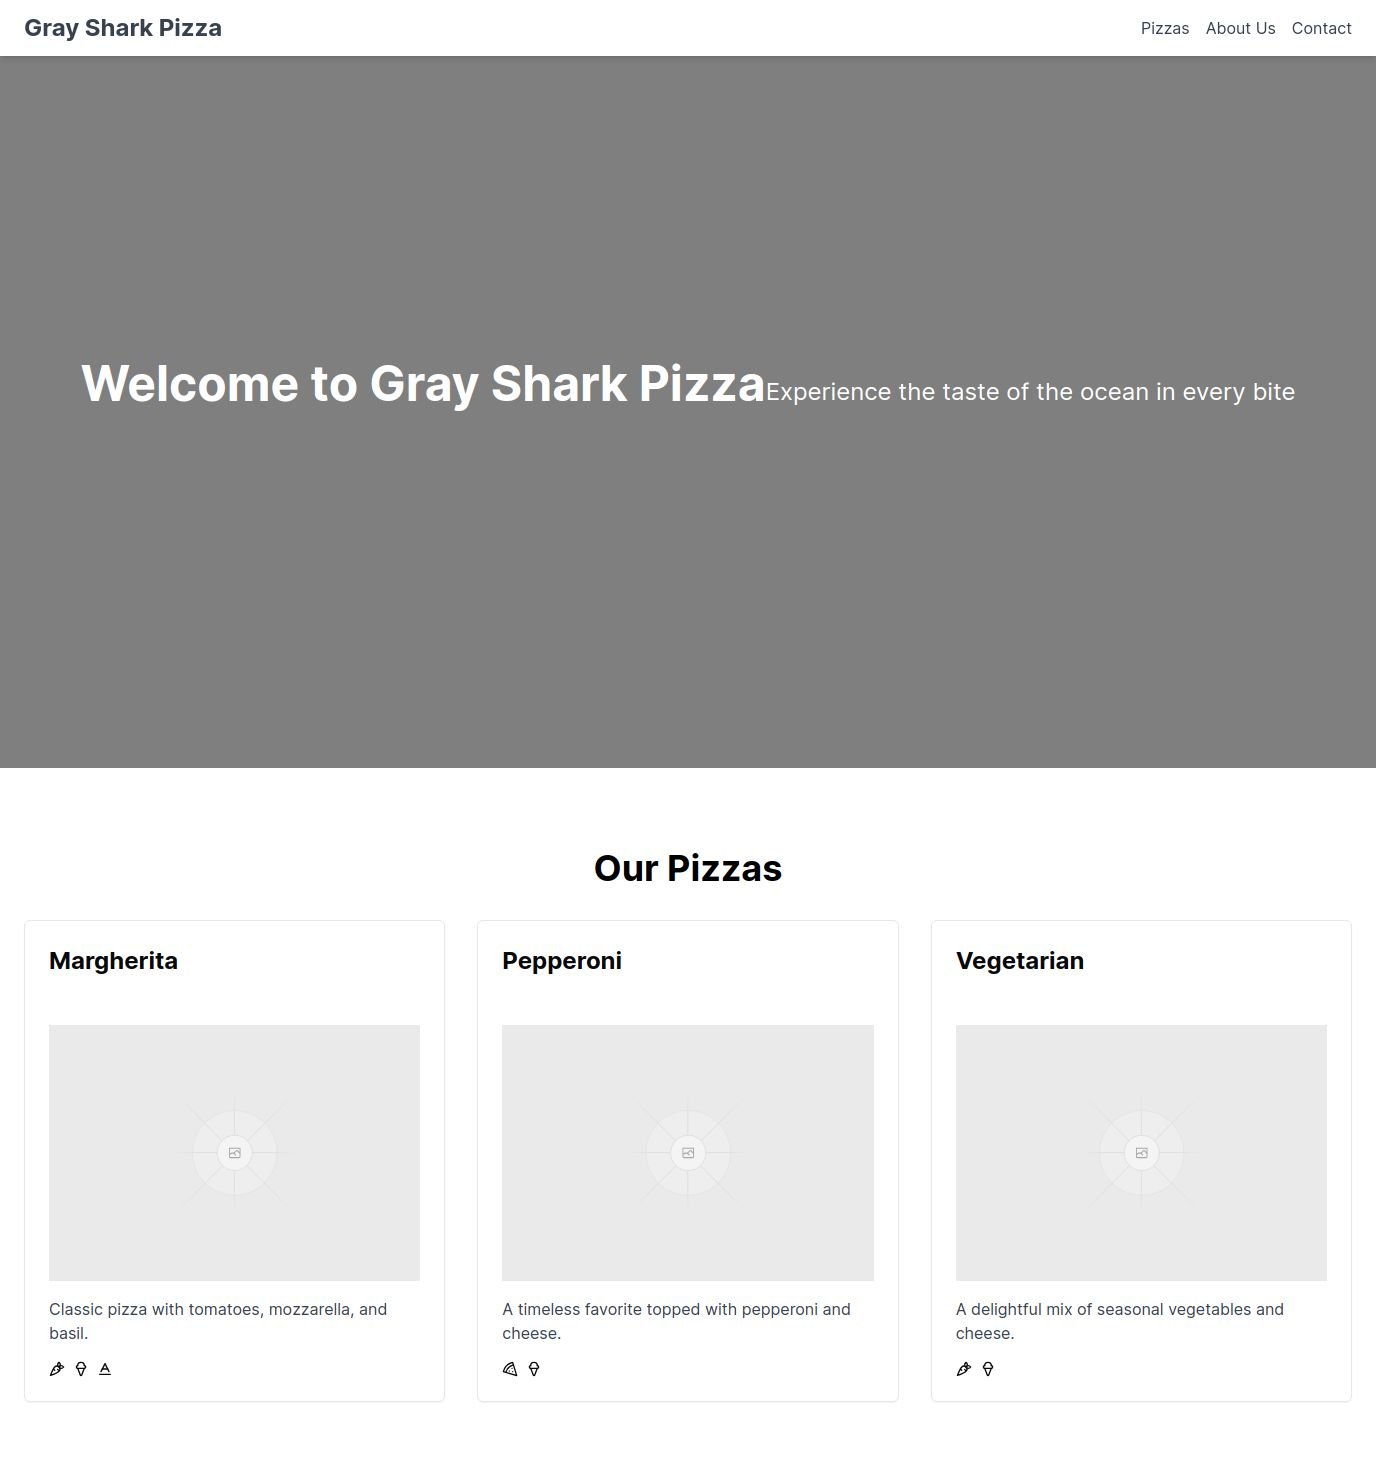 Gray Shark Pizza
Pizzas About Us Contact
Welcome to Gray Shark Pizza Experience the taste of the ocean in every bite
Our Pizzas
Margherita
Classic pizza with tomatoes, mozzarella, and
basil.
Pepperoni
A timeless favorite topped with pepperoni and
cheese.
Vegetarian
A delightful mix of seasonal vegetables and
cheese.